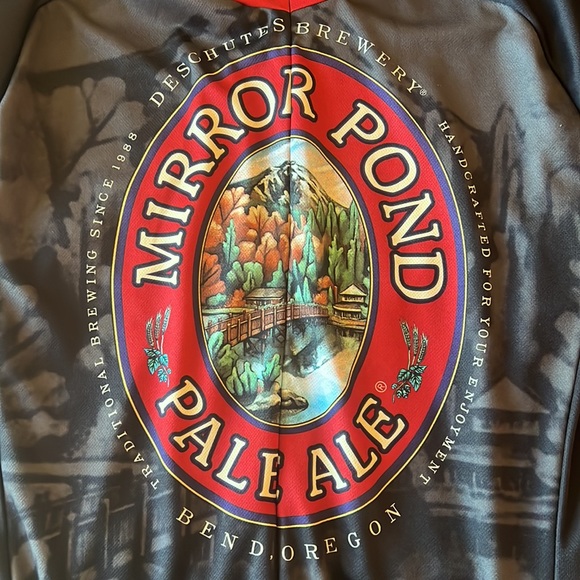 DESCHUTES BREWERY®
TRADITIONAL BREWING SINCE 1988
HANDCRAFTED FOR YOUR ENJOYMENT
MIRROR POND
PALE ALE®
BEND, OREGON